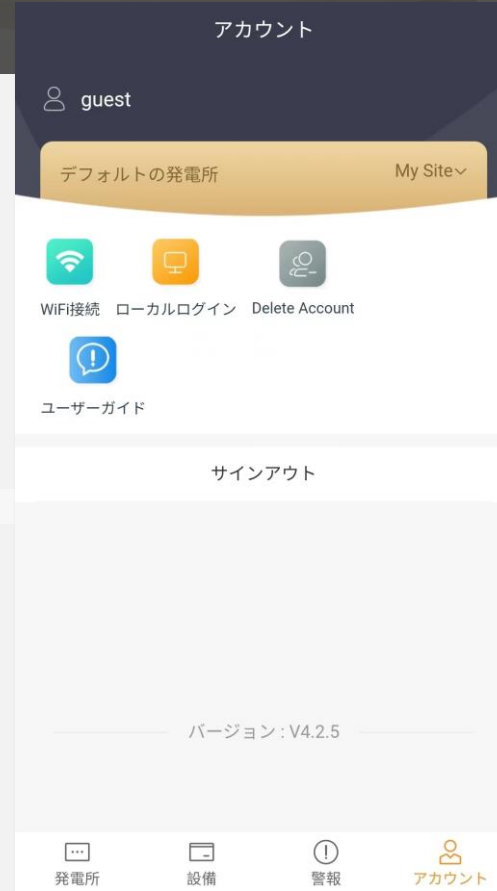 アカウント
guest
デフォルトの発電所 My Site
WiFi接続 ローカルログイン Delete Account
ユーザーガイド
サインアウト
バージョン : V4.2.5
発電所 設備 警報 アカウント